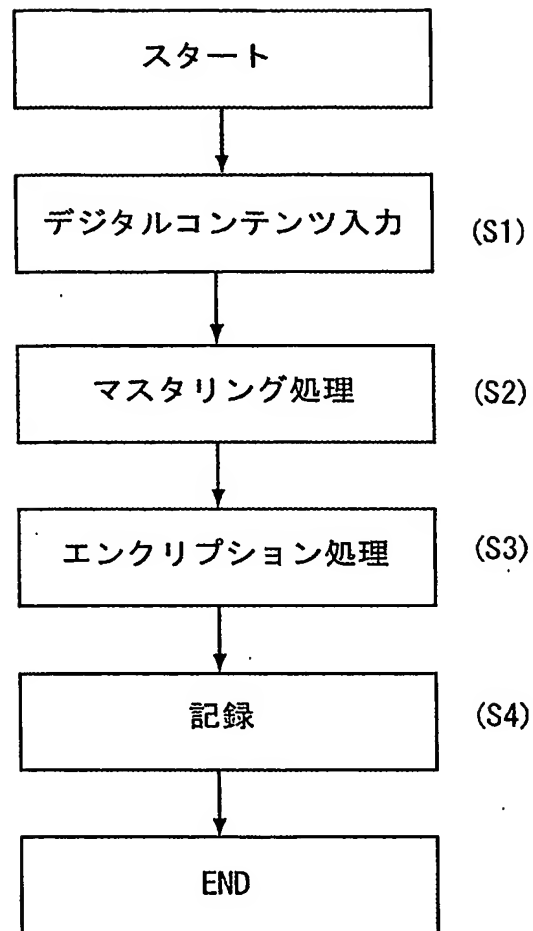 スタート
デジタルコンテンツ入力 (S1)
マスタリング処理 (S2)
エンクリプション処理 (S3)
記録 (S4)
END